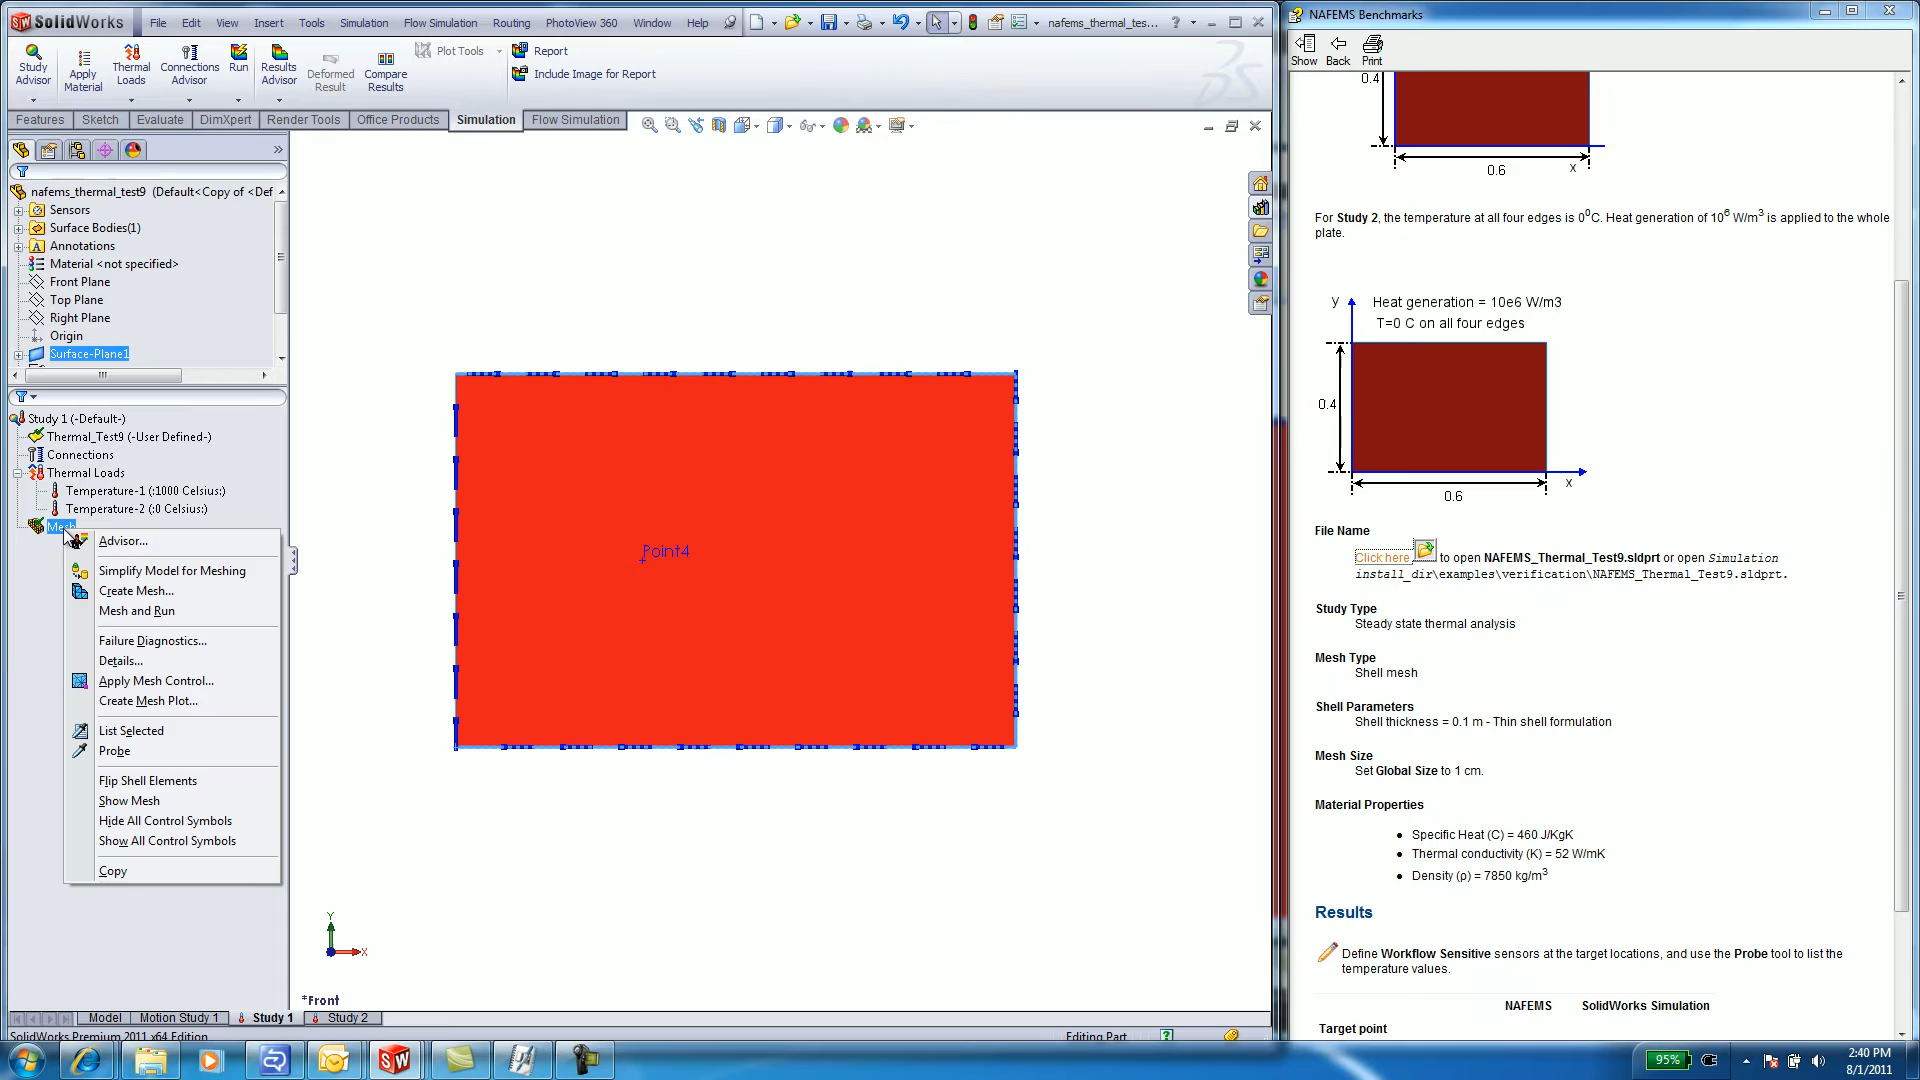 SolidWorks
File Edit View Insert Tools Simulation Flow Simulation Routing PhotoView 360 Window Help
nafems_thermal_tes...
Study Advisor
Apply Material
Thermal Loads
Connections Advisor
Run
Results Advisor
Deformed Result
Compare Results
Plot Tools
Report
Include Image for Report
Features Sketch Evaluate DimXpert Render Tools Office Products Simulation Flow Simulation
nafems_thermal_test9 (Default<Copy of <Def
Sensors
Surface Bodies(1)
Annotations
Material <not specified>
Front Plane
Top Plane
Right Plane
Origin
Surface-Plane1
Study 1 (-Default-)
Thermal_Test9 (-User Defined-)
Connections
Thermal Loads
Temperature-1 (:1000 Celsius:)
Temperature-2 (:0 Celsius:)
Mesh
Advisor...
Simplify Model for Meshing
Create Mesh...
Mesh and Run
Failure Diagnostics...
Details...
Apply Mesh Control...
Create Mesh Plot...
List Selected
Probe
Flip Shell Elements
Show Mesh
Hide All Control Symbols
Show All Control Symbols
Copy
Point4
Y
X
*Front
Model Motion Study 1 Study 1 Study 2
SolidWorks Premium 2011 x64 Edition
Editing Part
NAFEMS Benchmarks
Show Back Print
0.4
0.6
x
For Study 2, the temperature at all four edges is 0⁰C. Heat generation of 10⁶ W/m³ is applied to the whole
plate.
y Heat generation = 10e6 W/m3
T=0 C on all four edges
0.4
x
0.6
File Name
Click here to open NAFEMS_Thermal_Test9.sldprt or open Simulation
install_dir\examples\verification\NAFEMS_Thermal_Test9.sldprt.
Study Type
Steady state thermal analysis
Mesh Type
Shell mesh
Shell Parameters
Shell thickness = 0.1 m - Thin shell formulation
Mesh Size
Set Global Size to 1 cm.
Material Properties
• Specific Heat (C) = 460 J/KgK
• Thermal conductivity (K) = 52 W/mK
• Density (ρ) = 7850 kg/m³
Results
Define Workflow Sensitive sensors at the target locations, and use the Probe tool to list the
temperature values.
NAFEMS SolidWorks Simulation
Target point
95%
2:40 PM
8/1/2011